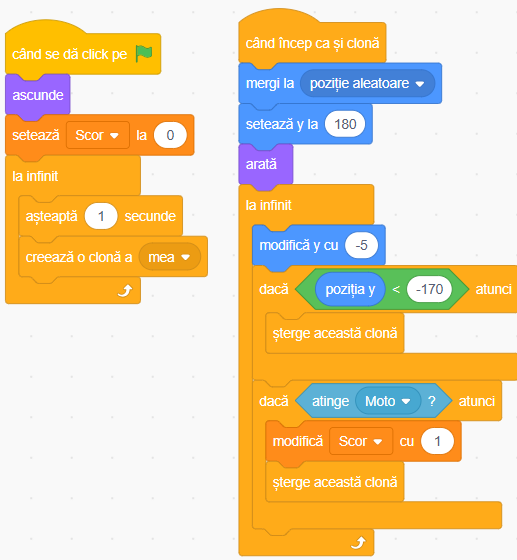 când se dă click pe
ascunde
setează Scor la 0
la infinit
așteaptă 1 secunde
creează o clonă a mea
când încep ca și clonă
mergi la poziție aleatoare
setează y la 180
arată
la infinit
modifică y cu -5
dacă poziția y < -170 atunci
șterge această clonă
dacă atinge Moto ? atunci
modifică Scor cu 1
șterge această clonă